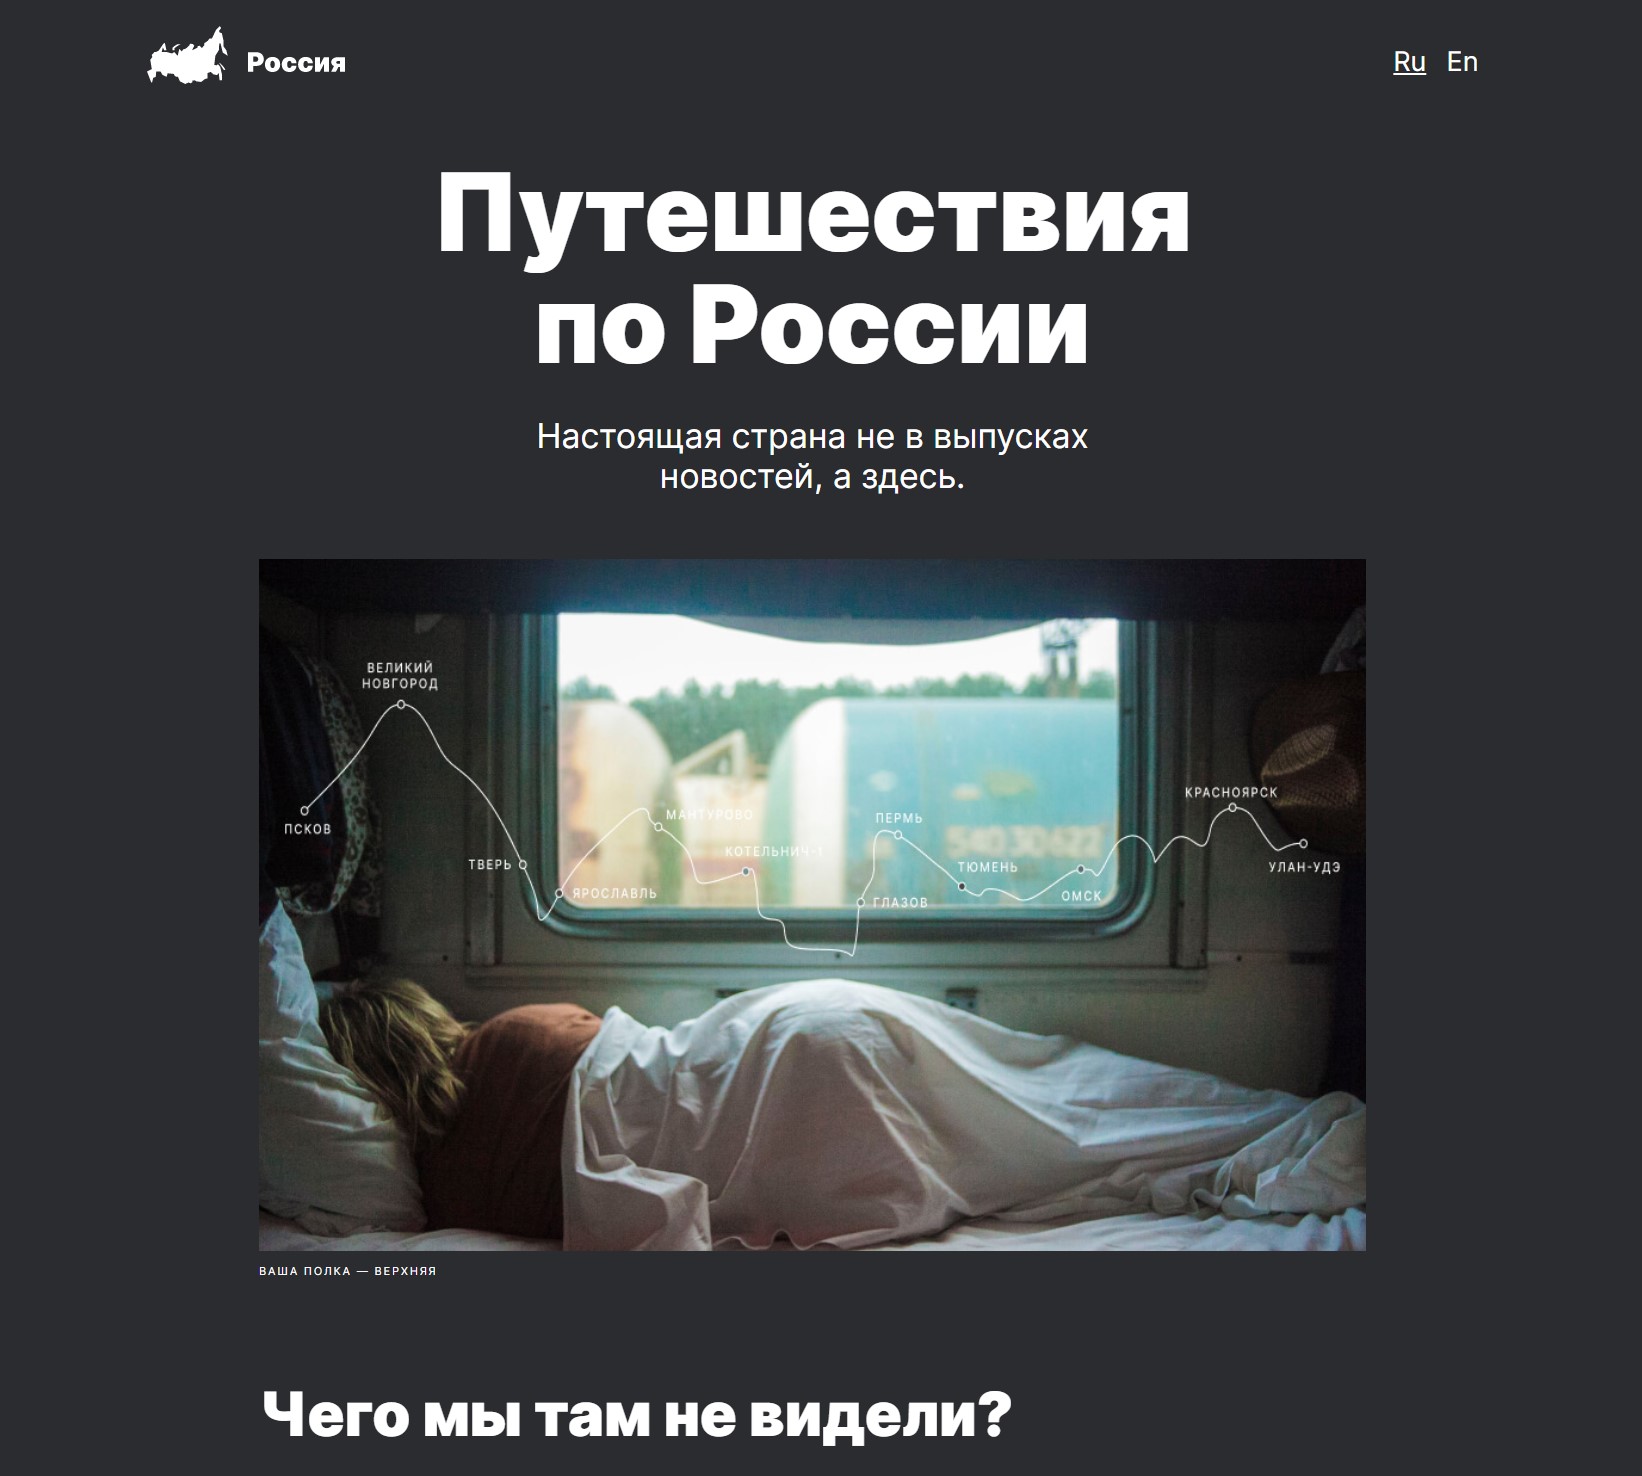 Россия
Ru En
Путешествия
по России
Настоящая страна не в выпусках
новостей, а здесь.
ВЕЛИКИЙ
НОВГОРОД
ПСКОВ
ТВЕРЬ
ЯРОСЛАВЛЬ
МАНТУРОВО
КОТЕЛЬНИЧ-1
ПЕРМЬ
ГЛАЗОВ
ТЮМЕНЬ
ОМСК
КРАСНОЯРСК
УЛАН-УДЭ
54030622
ВАША ПОЛКА — ВЕРХНЯЯ
Чего мы там не видели?